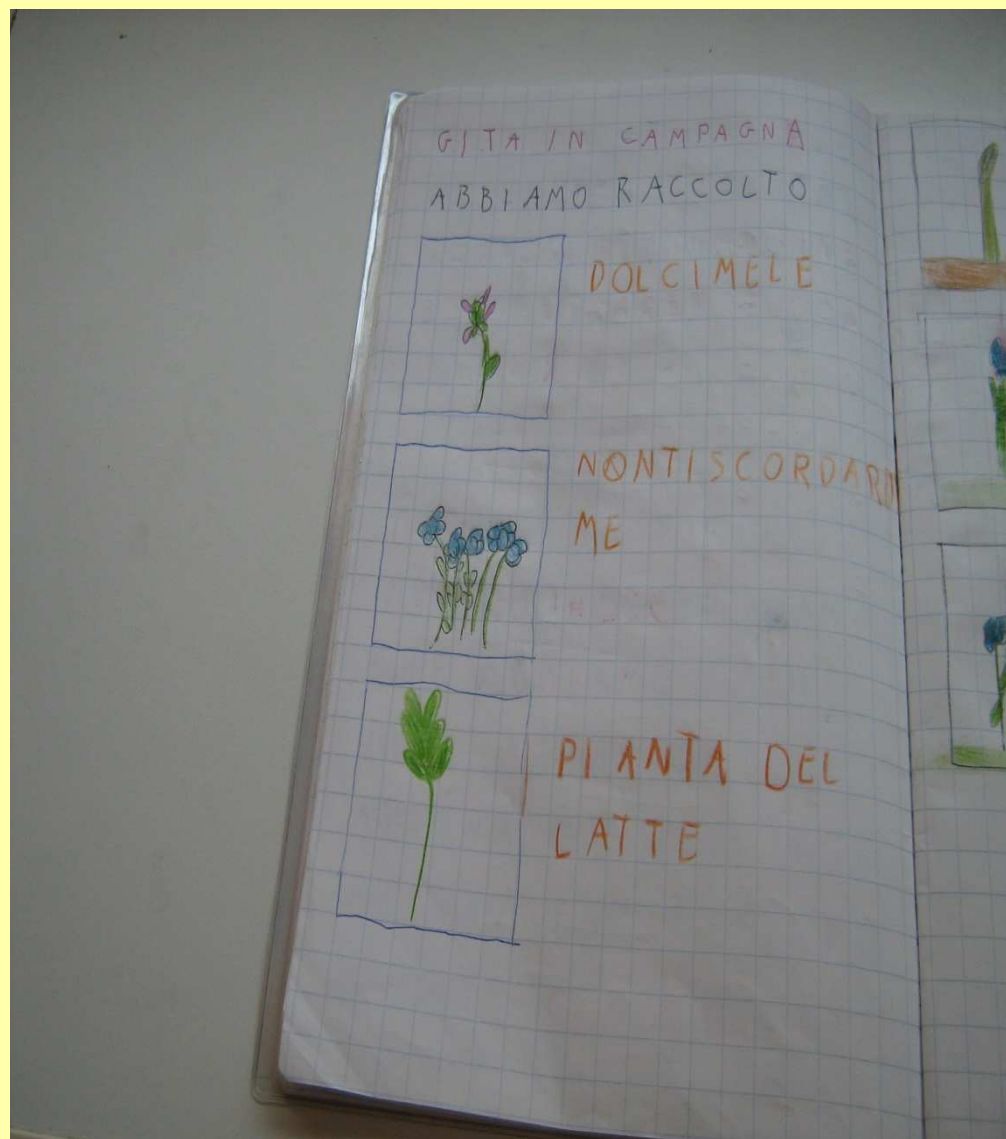 GITA IN CAMPAGNA
ABBIAMO RACCOLTO
DOLCIMELE
NONTISCORDARDI
ME
PIANTA DEL
LATTE